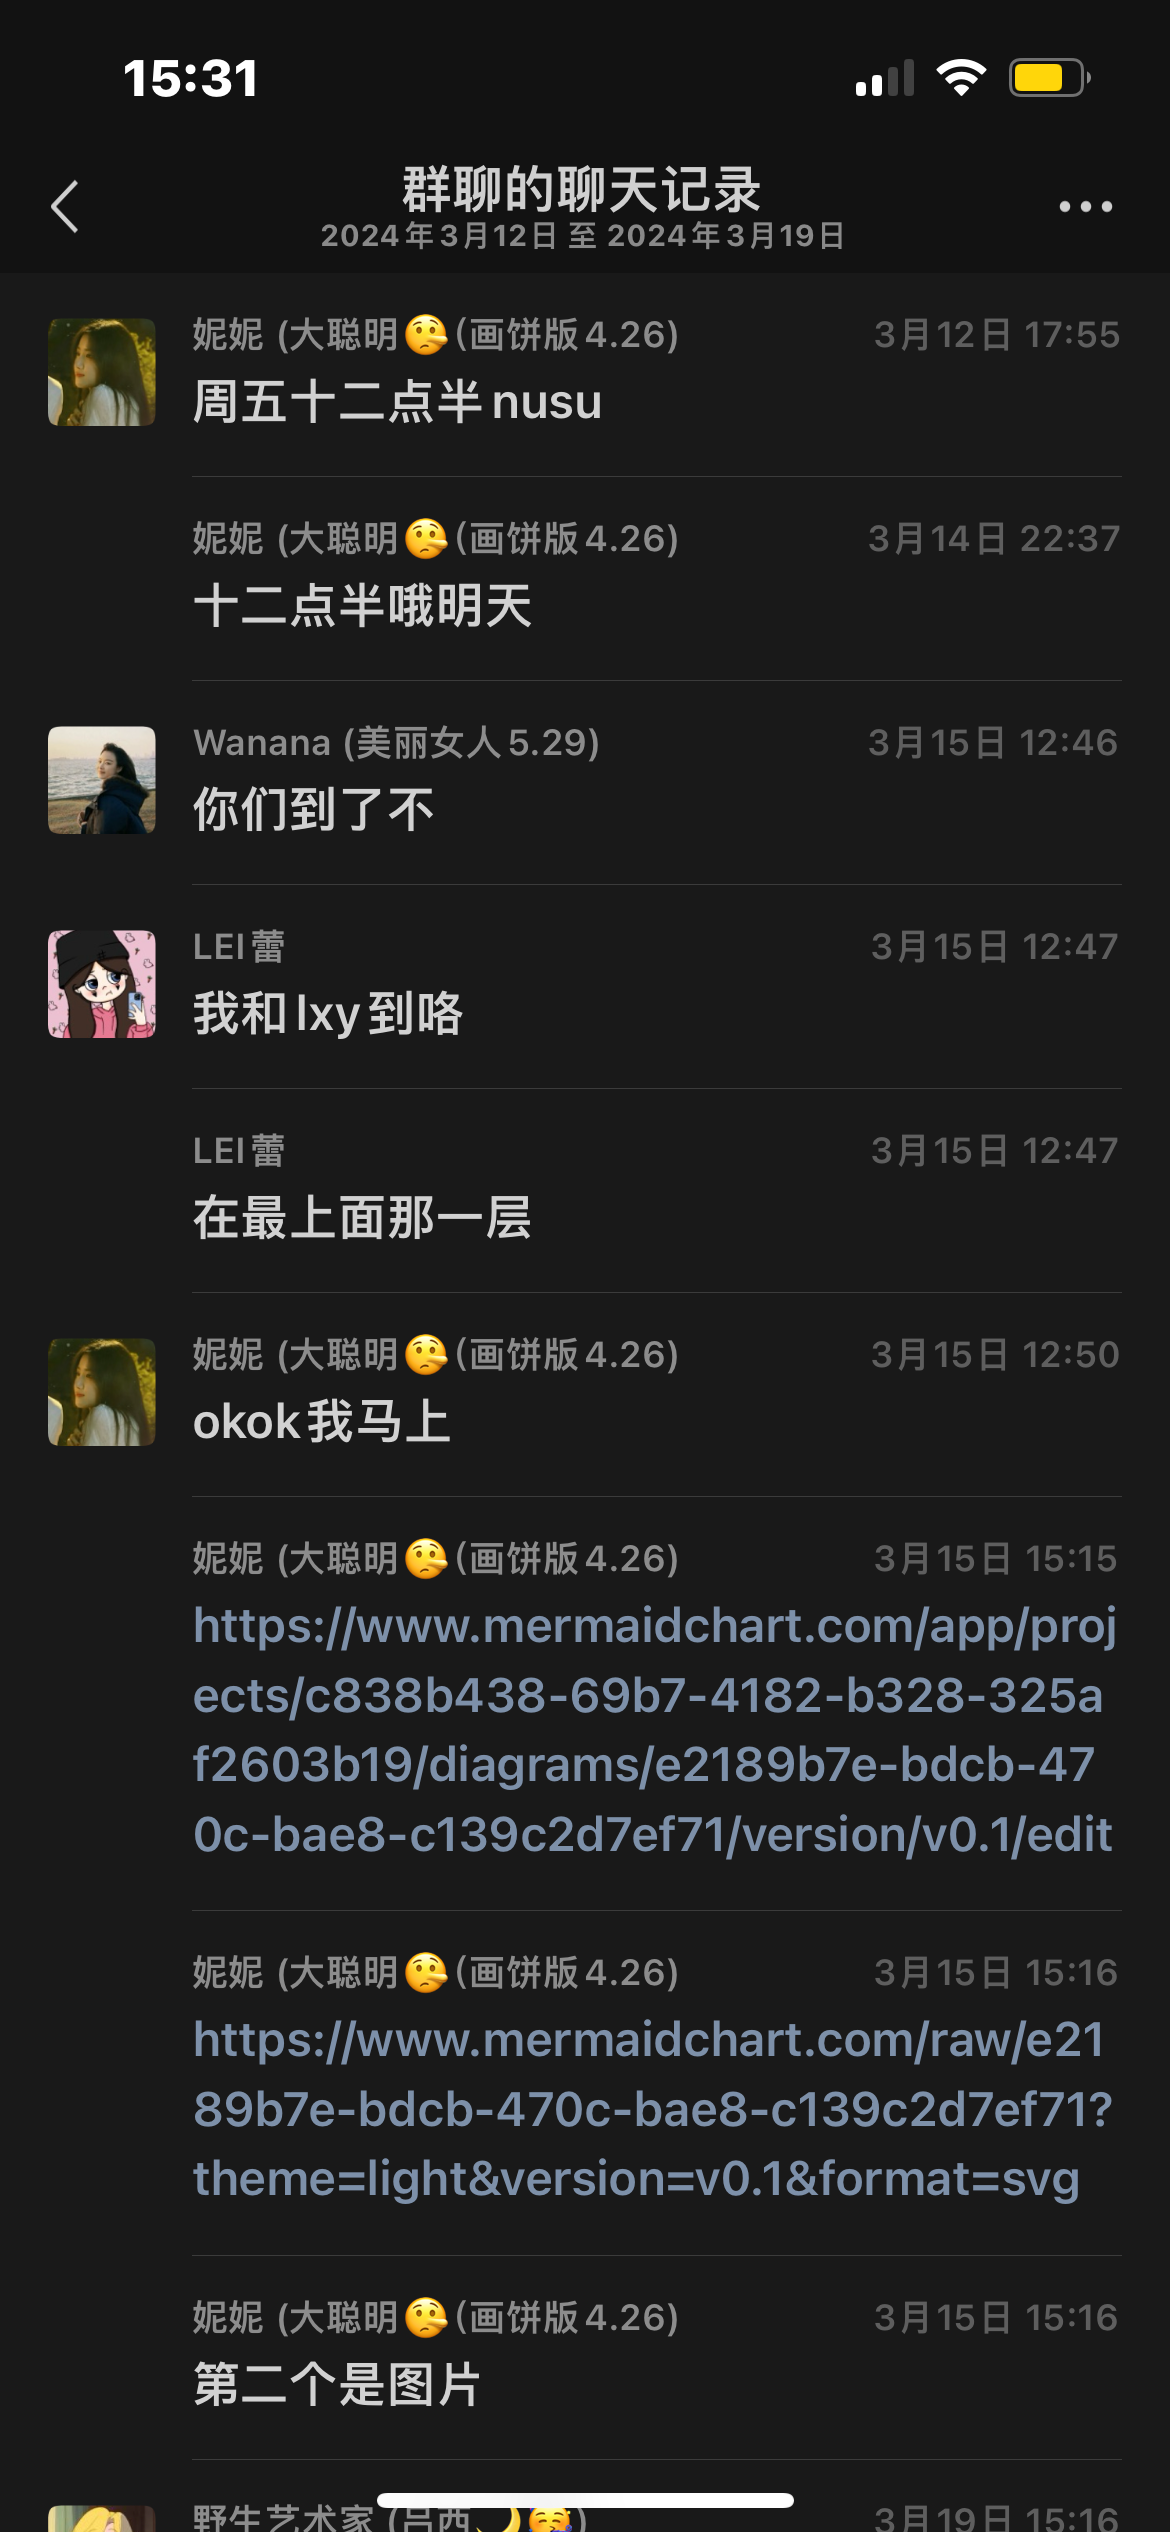 15:31
群聊的聊天记录
2024年3月12日 至 2024年3月19日
妮妮 (大聪明🤥(画饼版4.26) 3月12日 17:55
周五十二点半nusu
妮妮 (大聪明🤥(画饼版4.26) 3月14日 22:37
十二点半哦明天
Wanana (美丽女人5.29) 3月15日 12:46
你们到了不
LEI蕾 3月15日 12:47
我和lxy到咯
LEI蕾 3月15日 12:47
在最上面那一层
妮妮 (大聪明🤥(画饼版4.26) 3月15日 12:50
okok我马上
妮妮 (大聪明🤥(画饼版4.26) 3月15日 15:15
https://www.mermaidchart.com/app/proj
ects/c838b438-69b7-4182-b328-325a
f2603b19/diagrams/e2189b7e-bdcb-47
0c-bae8-c139c2d7ef71/version/v0.1/edit
妮妮 (大聪明🤥(画饼版4.26) 3月15日 15:16
https://www.mermaidchart.com/raw/e21
89b7e-bdcb-470c-bae8-c139c2d7ef71?
theme=light&version=v0.1&format=svg
妮妮 (大聪明🤥(画饼版4.26) 3月15日 15:16
第二个是图片
野生艺术家 (吕西🌙🥳) 3月19日 15:16